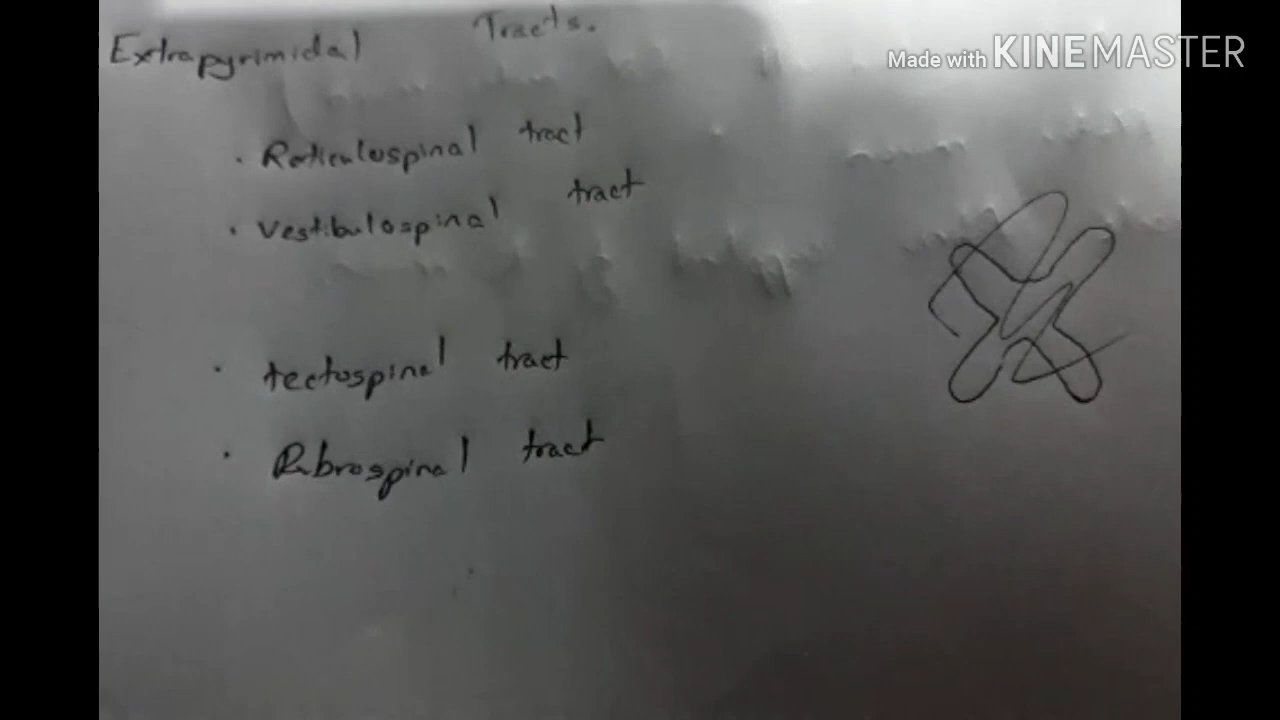 Extrapyrimidal Tracts.
Made with KINEMASTER
· Reticulospinal tract
· Vestibulospinal tract
· tectospinal tract
· Rubrospinal tract